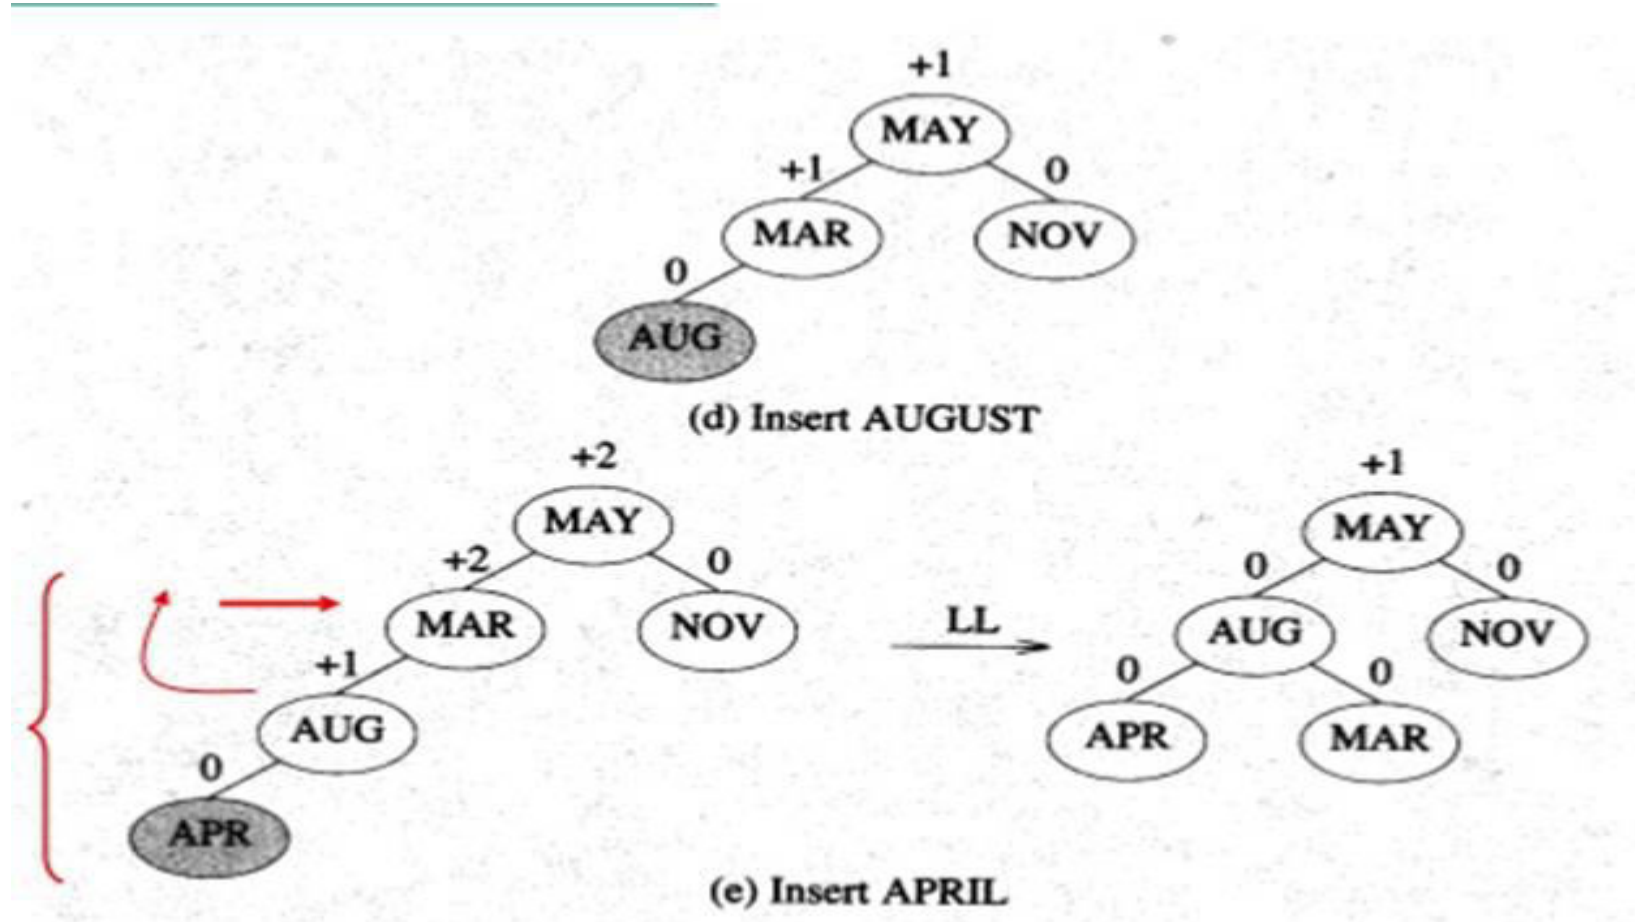 +1
MAY
+1 0
MAR NOV
0
AUG
(d) Insert AUGUST
+2
MAY
+2 0
MAR NOV
+1
AUG
0
APR
LL
+1
MAY
0 0
AUG NOV
0 0
APR MAR
(e) Insert APRIL